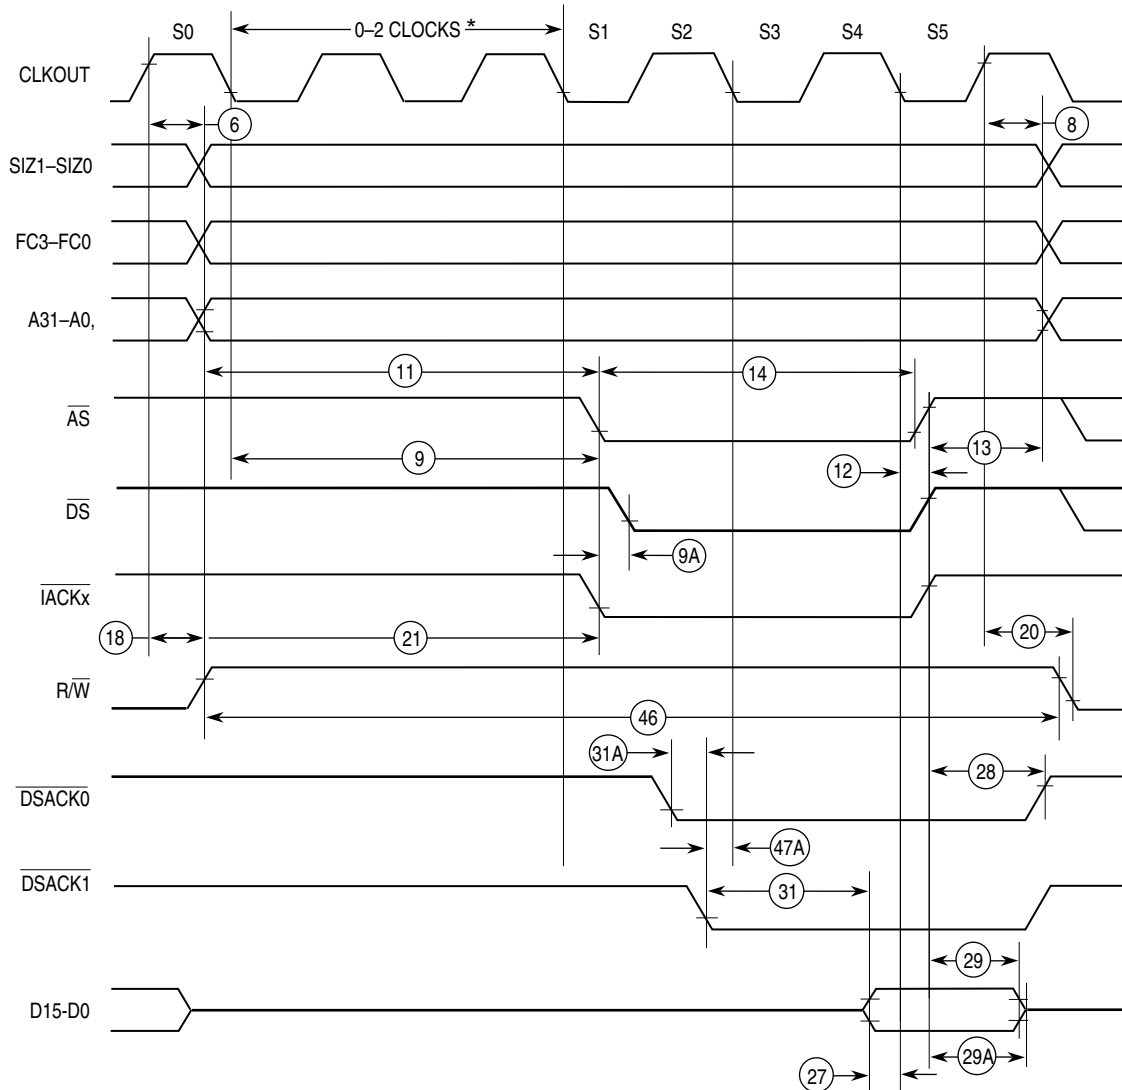 S0
0–2 CLOCKS *
S1
S2
S3
S4
S5
CLKOUT
6
8
SIZ1–SIZ0
FC3–FC0
A31–A0,
11
14
AS
9
12
13
DS
9A
IACKx
18
21
20
R/W
46
31A
28
DSACK0
47A
DSACK1
31
29
D15-D0
27
29A